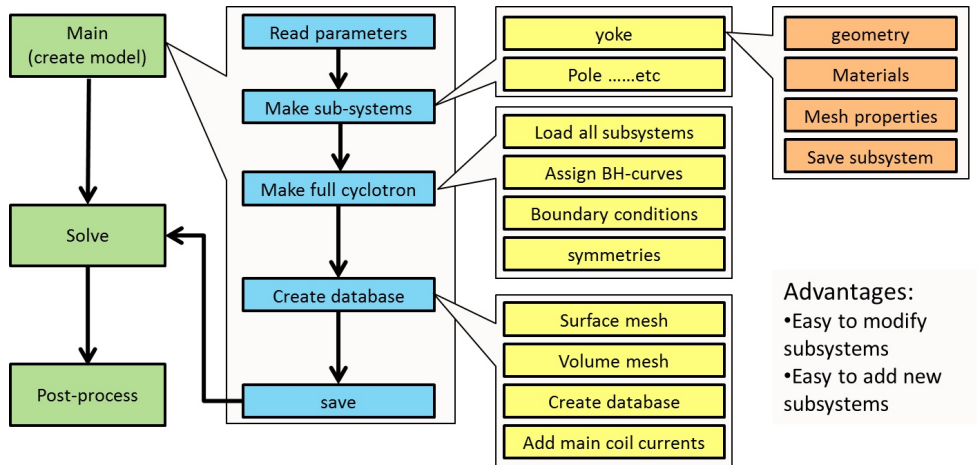 Main
(create model)
Solve
Post-process
Read parameters
Make sub-systems
Make full cyclotron
Create database
save
yoke
Pole ......etc
Load all subsystems
Assign BH-curves
Boundary conditions
symmetries
Surface mesh
Volume mesh
Create database
Add main coil currents
geometry
Materials
Mesh properties
Save subsystem
Advantages:
•Easy to modify
subsystems
•Easy to add new
subsystems